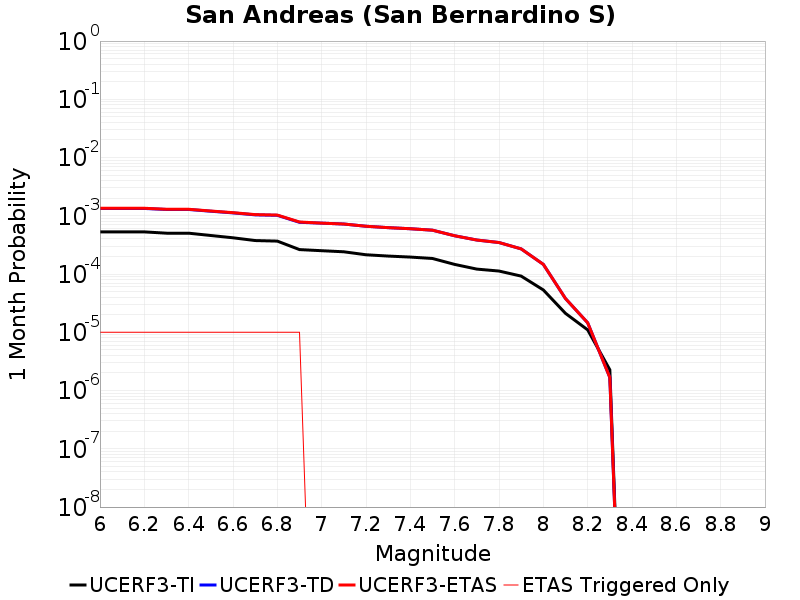 San Andreas (San Bernardino S)
1 Month Probability
10^0
10^-1
10^-2
10^-3
10^-4
10^-5
10^-6
10^-7
10^-8
6 6.2 6.4 6.6 6.8 7 7.2 7.4 7.6 7.8 8 8.2 8.4 8.6 8.8 9
Magnitude
UCERF3-TI UCERF3-TD UCERF3-ETAS ETAS Triggered Only